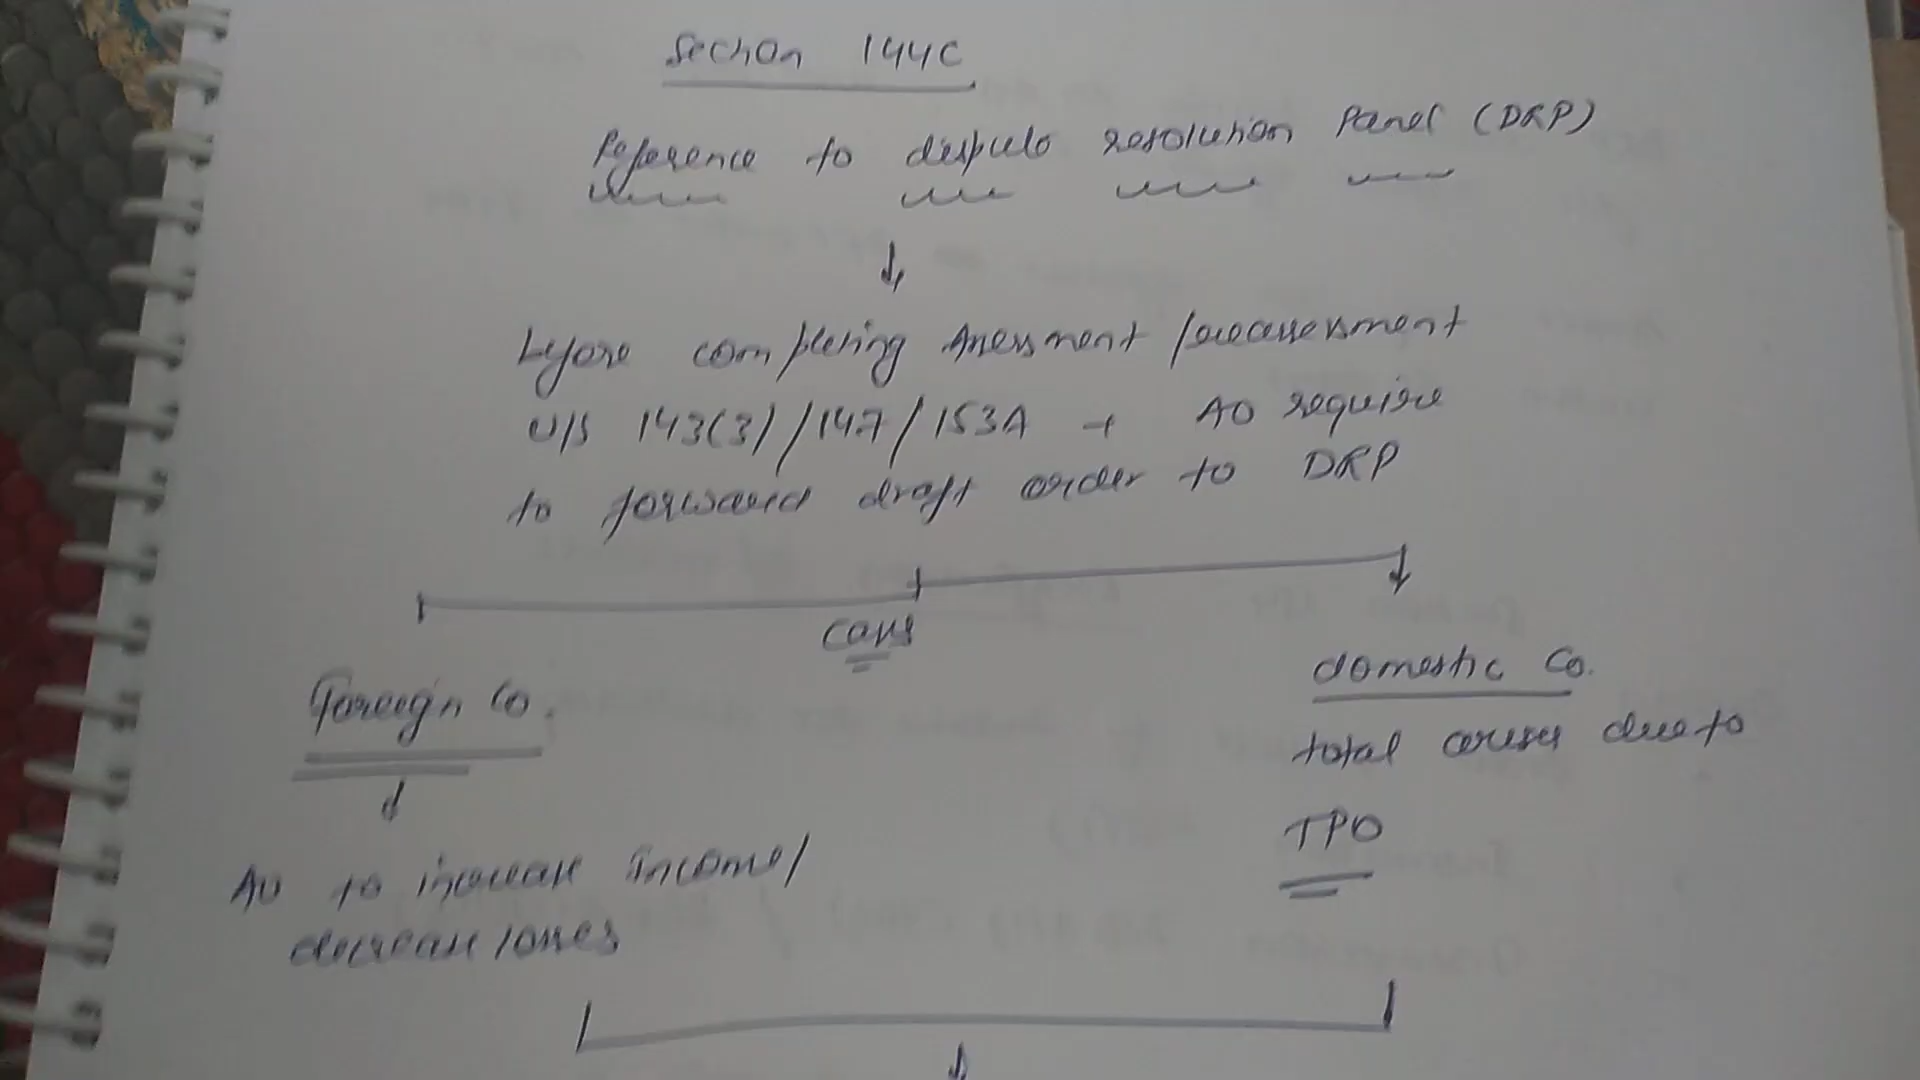 Section 144C
Reference to dispute resolution Panel (DRP)
before completing Assessment / reassessment
U/S 143(3) / 147 / 153A → AO require
to forward draft order to DRP
Cases
Foreign Co.
domestic Co.
total due to
TPO
AO to increase income/
decrease losses